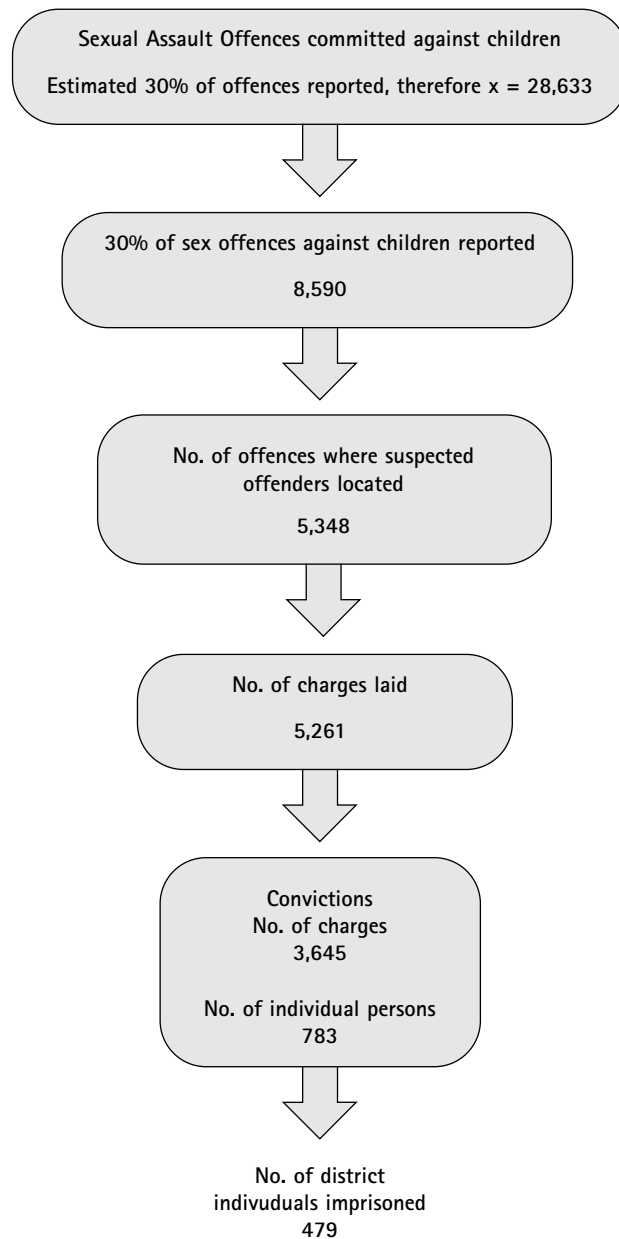 Sexual Assault Offences committed against children
Estimated 30% of offences reported, therefore x = 28,633
30% of sex offences against children reported
8,590
No. of offences where suspected
offenders located
5,348
No. of charges laid
5,261
Convictions
No. of charges
3,645
No. of individual persons
783
No. of district
indivuduals imprisoned
479